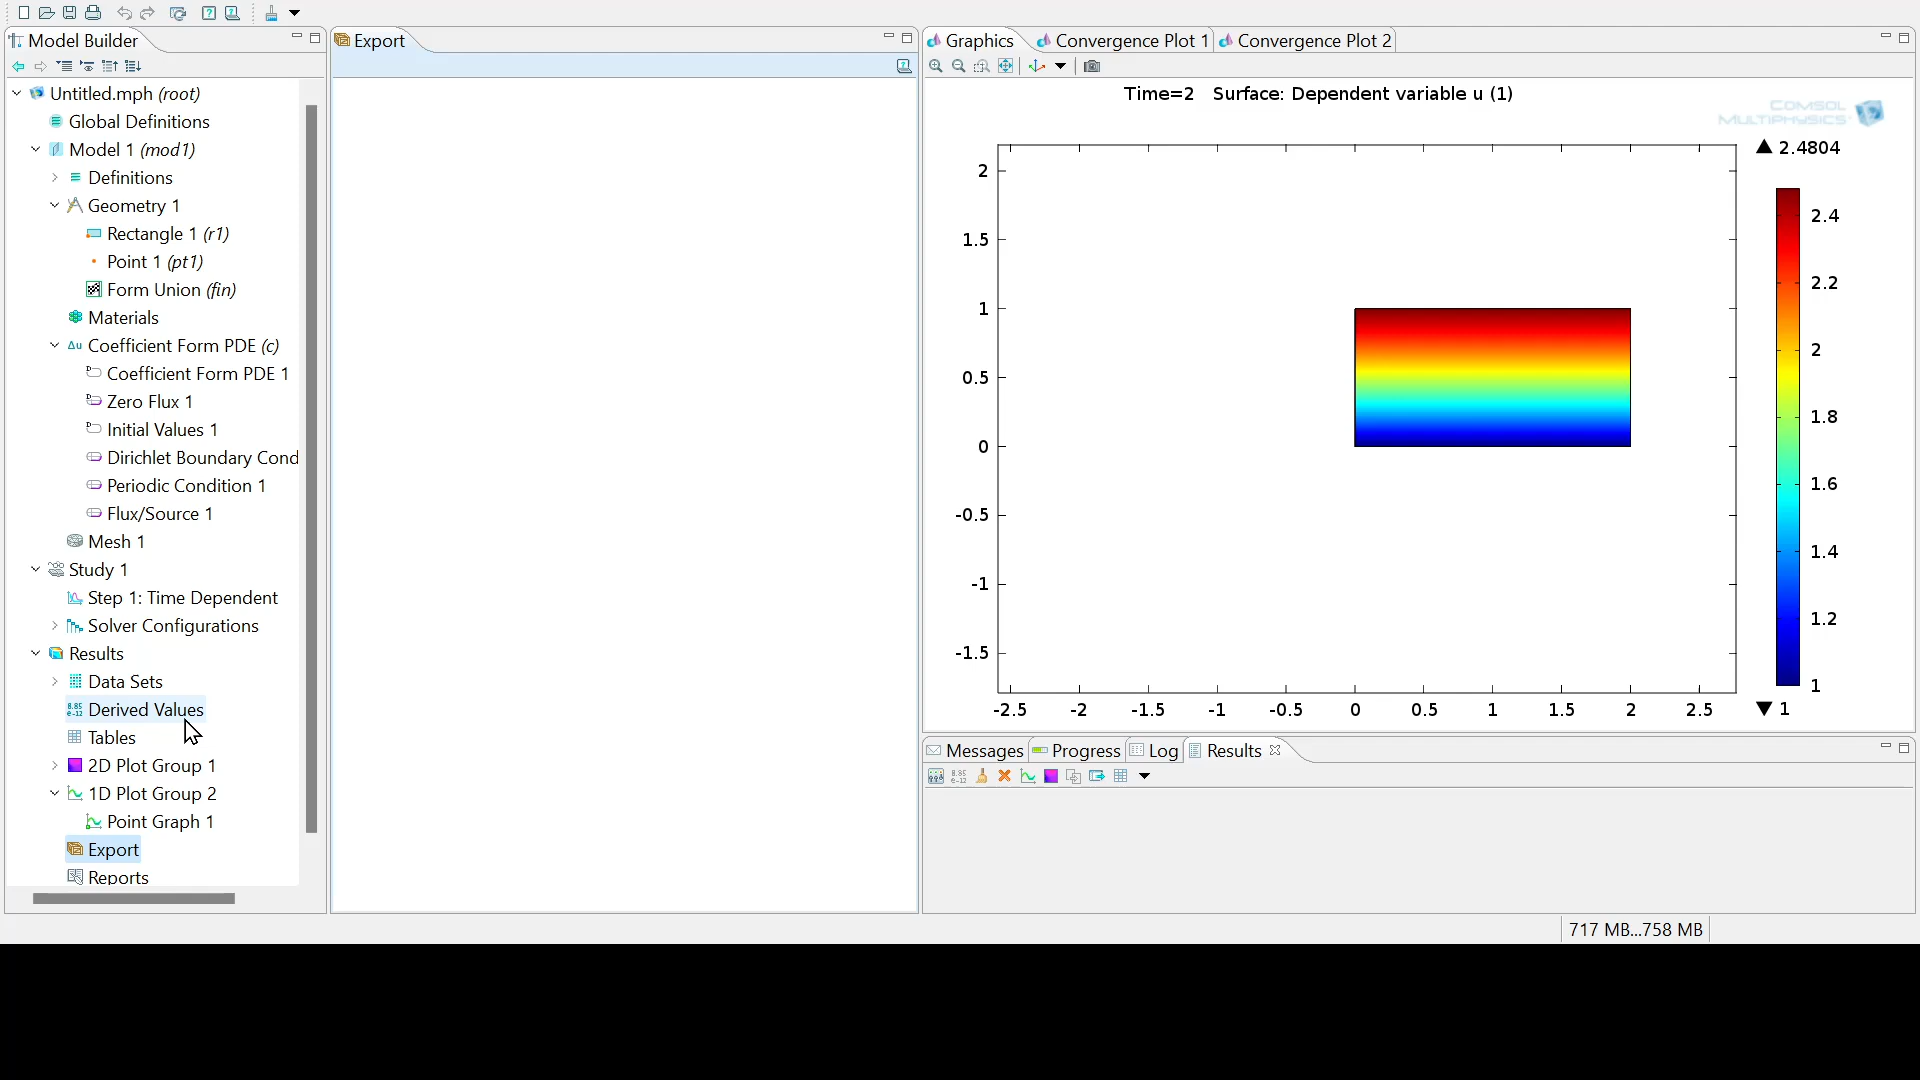 Model Builder
Untitled.mph (root)
Global Definitions
Model 1 (mod1)
Definitions
Geometry 1
Rectangle 1 (r1)
Point 1 (pt1)
Form Union (fin)
Materials
Δu Coefficient Form PDE (c)
Coefficient Form PDE 1
Zero Flux 1
Initial Values 1
Dirichlet Boundary Cond
Periodic Condition 1
Flux/Source 1
Mesh 1
Study 1
Step 1: Time Dependent
Solver Configurations
Results
Data Sets
8.85 e-12 Derived Values
Tables
2D Plot Group 1
1D Plot Group 2
Point Graph 1
Export
Reports
Export
Graphics Convergence Plot 1 Convergence Plot 2
Time=2 Surface: Dependent variable u (1)
COMSOL
MULTIPHYSICS
2.4804
2
1.5
1
0.5
0
-0.5
-1
-1.5
-2.5 -2 -1.5 -1 -0.5 0 0.5 1 1.5 2 2.5
2.4
2.2
2
1.8
1.6
1.4
1.2
1
1
Messages Progress Log Results
8.85 e-12
717 MB...758 MB